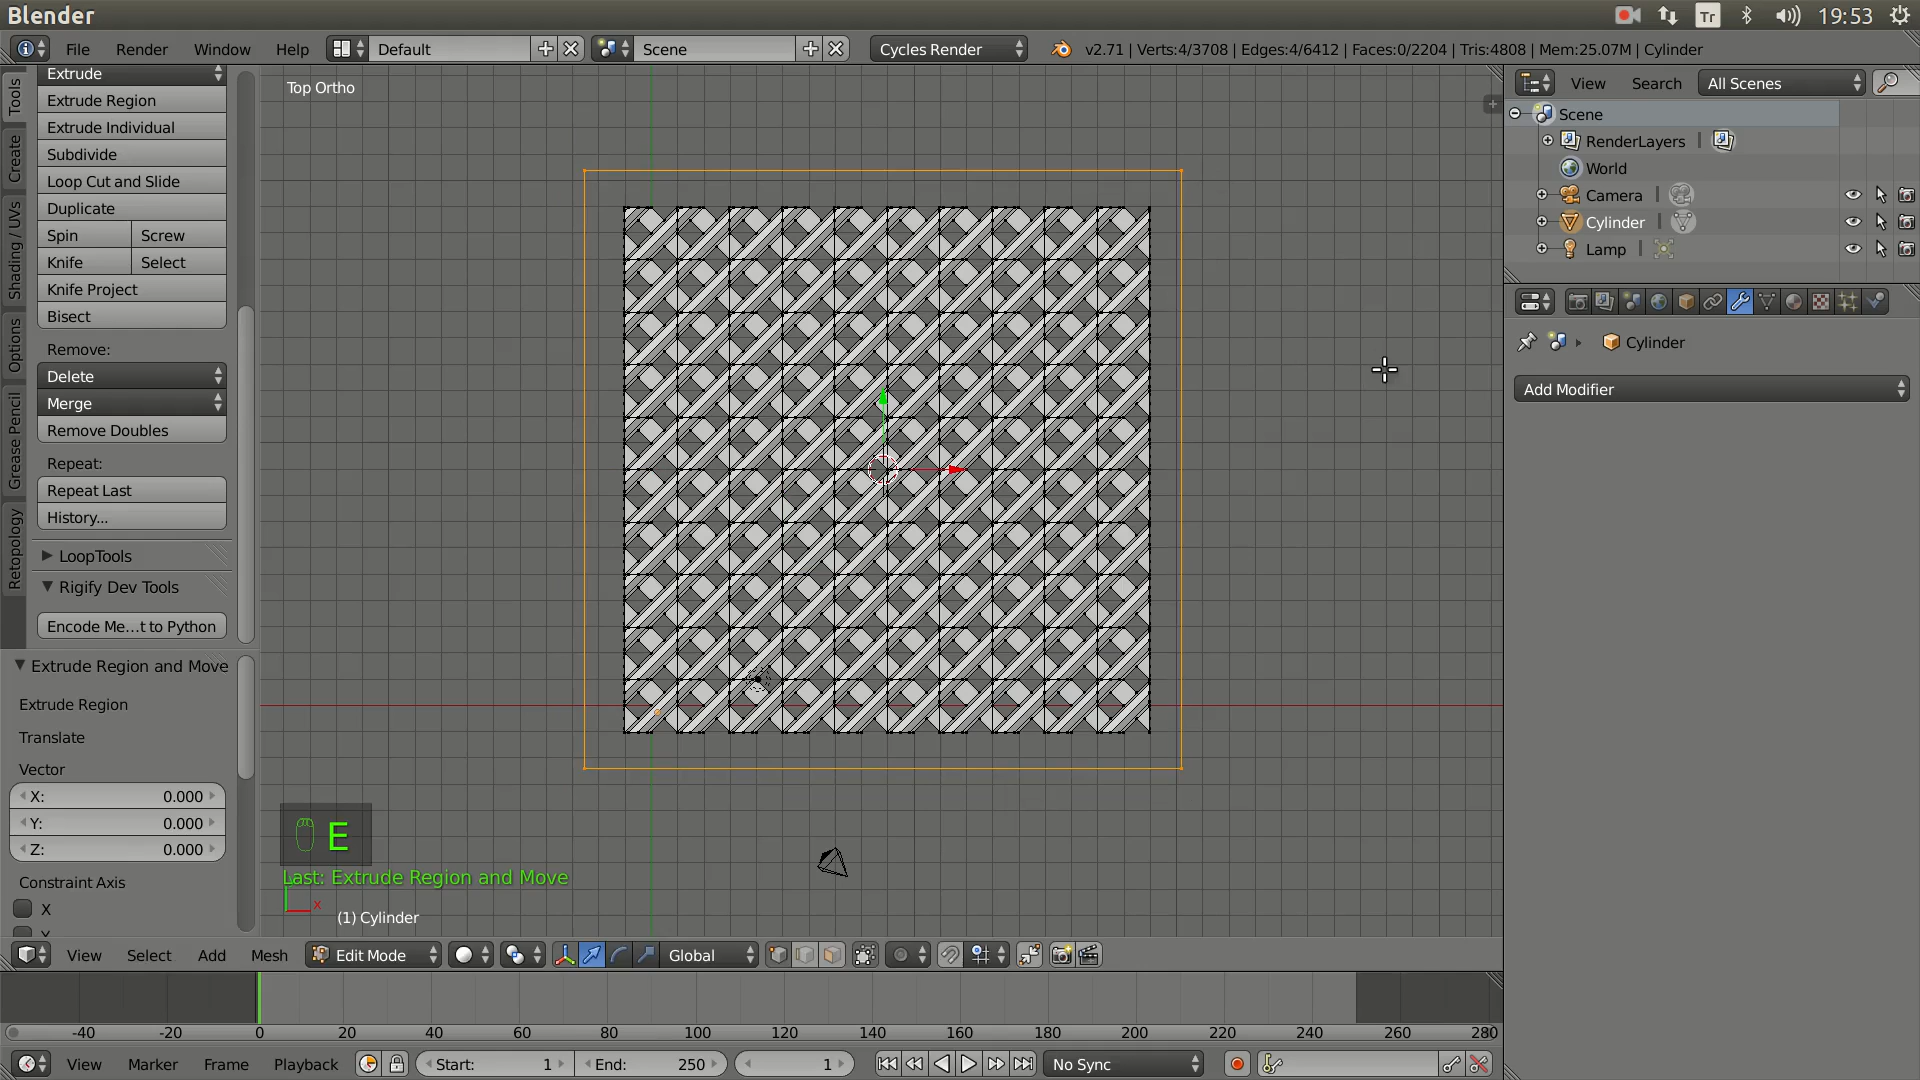 Blender
Tr
19:53
File
Render
Window
Help
Default
Scene
Cycles Render
v2.71 | Verts:4/3708 | Edges:4/6412 | Faces:0/2204 | Tris:4808 | Mem:25.07M | Cylinder
Tools
Create
Shading / UVs
Options
Grease Pencil
Retopology
Extrude
Extrude Region
Extrude Individual
Subdivide
Loop Cut and Slide
Duplicate
Spin
Screw
Knife
Select
Knife Project
Bisect
Remove:
Delete
Merge
Remove Doubles
Repeat:
Repeat Last
History...
LoopTools
Rigify Dev Tools
Encode Me...t to Python
Extrude Region and Move
Extrude Region
Translate
Vector
X: 0.000
Y: 0.000
Z: 0.000
Constraint Axis
X
Y
Top Ortho
E
Last: Extrude Region and Move
x
(1) Cylinder
View
Select
Add
Mesh
Edit Mode
Global
-40
-20
0
20
40
60
80
100
120
140
160
180
200
220
240
260
280
View
Marker
Frame
Playback
Start: 1
End: 250
1
No Sync
View
Search
All Scenes
Scene
RenderLayers
World
Camera
Cylinder
Lamp
Cylinder
Add Modifier